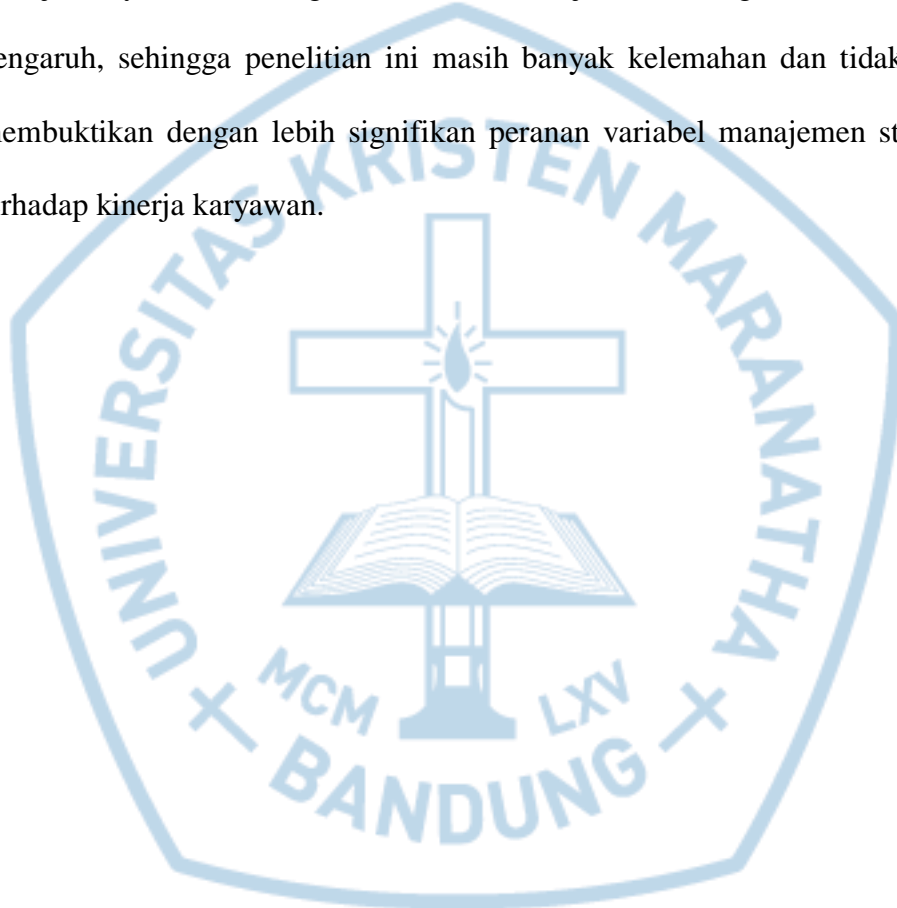 engaruh, sehingga penelitian ini masih banyak kelemahan dan tidak
embuktikan dengan lebih signifikan peranan variabel manajemen st
rhadap kinerja karyawan.
UNIVERSITAS KRISTEN MARANATHA
MCM LXV
BANDUNG